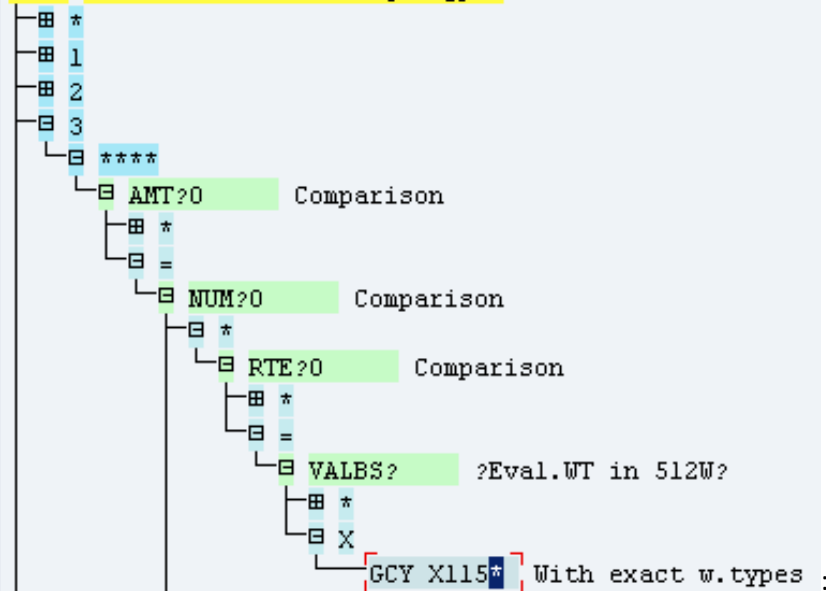 *
1
2
3
****
AMT?0 Comparison
*
=
NUM?0 Comparison
*
RTE?0 Comparison
*
=
VALBS? ?Eval.WT in 512W?
*
X
GCY X115* With exact w.types :